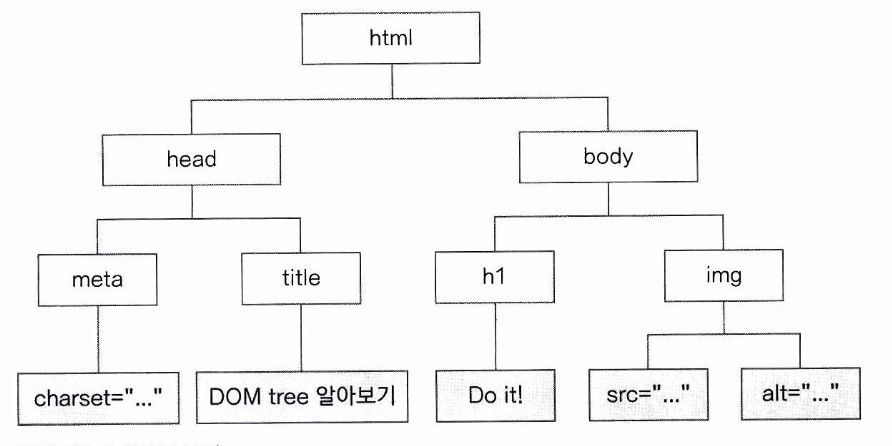 html
head
body
meta
title
h1
img
charset="..."
DOM tree 알아보기
Do it!
src="..."
alt="..."